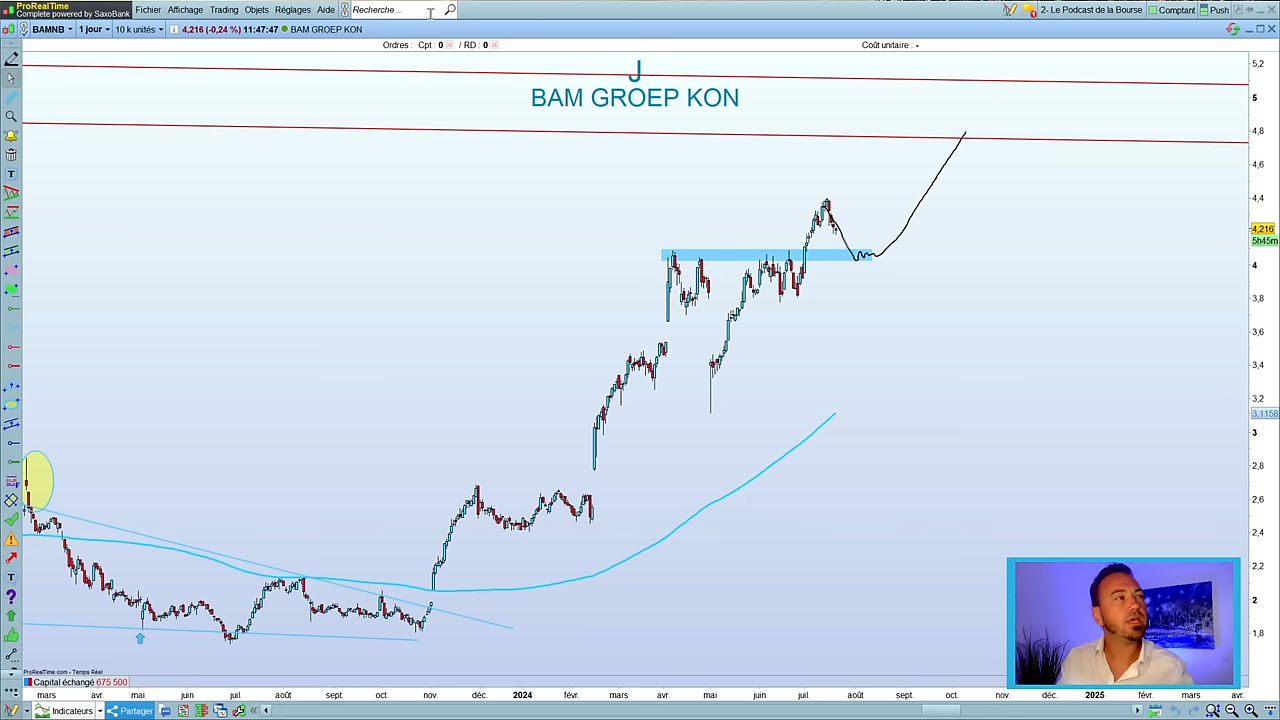 ProRealTime
Complete powered by SaxoBank
Fichier Affichage Trading Objets Réglages Aide Recherche ... 2- Le Podcast de la Bourse Comptant Push
BAMNB 1 jour 10 k unités 4,216 (-0,24 %) 11:47:47 BAM GROEP KON
Ordres : Cpt : 0 / RD : 0 Coût unitaire : -
J
BAM GROEP KON
5,2
5
4,8
4,6
4,4
4,216
5h45m
4
3,8
3,6
3,4
3,2
3,1158
3
2,8
2,6
2,4
2,2
2
1,8
ProRealTime.com - Temps Réel
Capital échangé 675 500
mars avr. mai juin juil. août sept. oct. nov. déc. 2024 févr. mars avr. mai juin juil. août sept. oct. nov. déc. 2025 févr. mars avr.
Indicateurs Partager